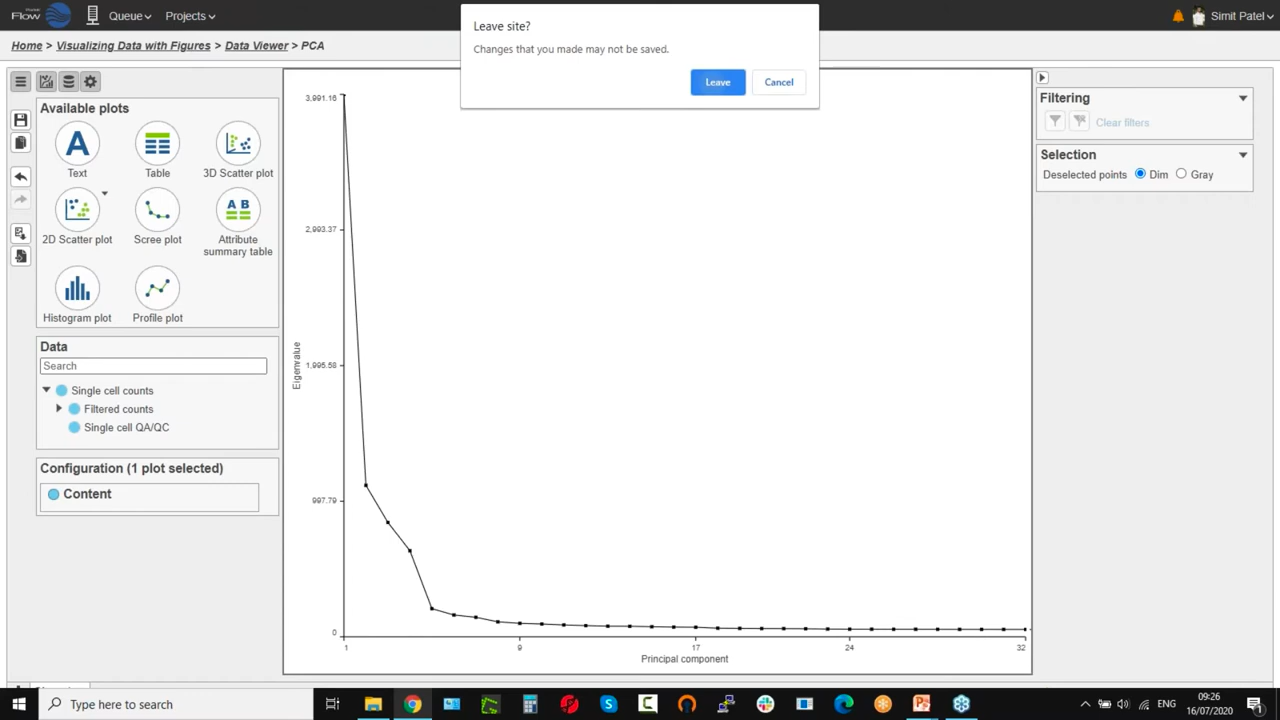 Flow
Queue
Projects
Simit Patel
Home > Visualizing Data with Figures > Data Viewer > PCA
Leave site?
Changes that you made may not be saved.
Leave
Cancel
Available plots
Text
Table
3D Scatter plot
2D Scatter plot
Scree plot
A B
Attribute
summary table
Histogram plot
Profile plot
Data
Search
Single cell counts
Filtered counts
Single cell QA/QC
Configuration (1 plot selected)
Content
3,991.16
2,993.37
1,995.58
997.79
0
Eigenvalue
1
9
17
24
32
Principal component
Filtering
Clear filters
Selection
Deselected points
Dim
Gray
Type here to search
ENG
09:26
16/07/2020